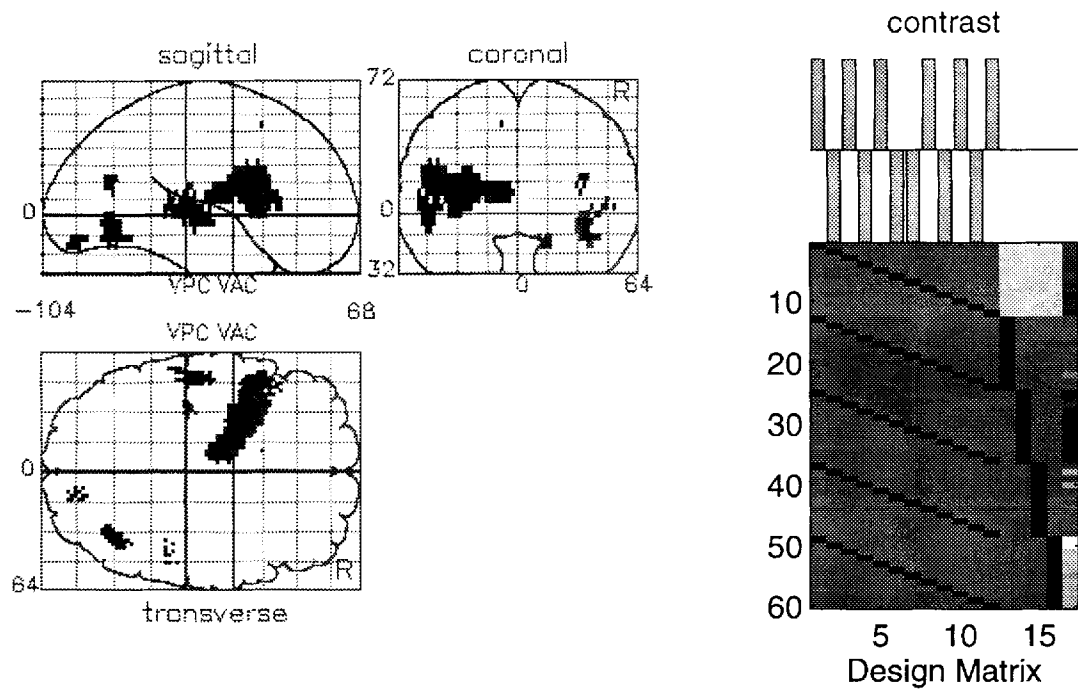 sagittal
coronal
72
R
0
0
32
VPC VAC
0
64
-104
68
VPC VAC
0
R
64
transverse
contrast
10
20
30
40
50
60
5 10 15
Design Matrix